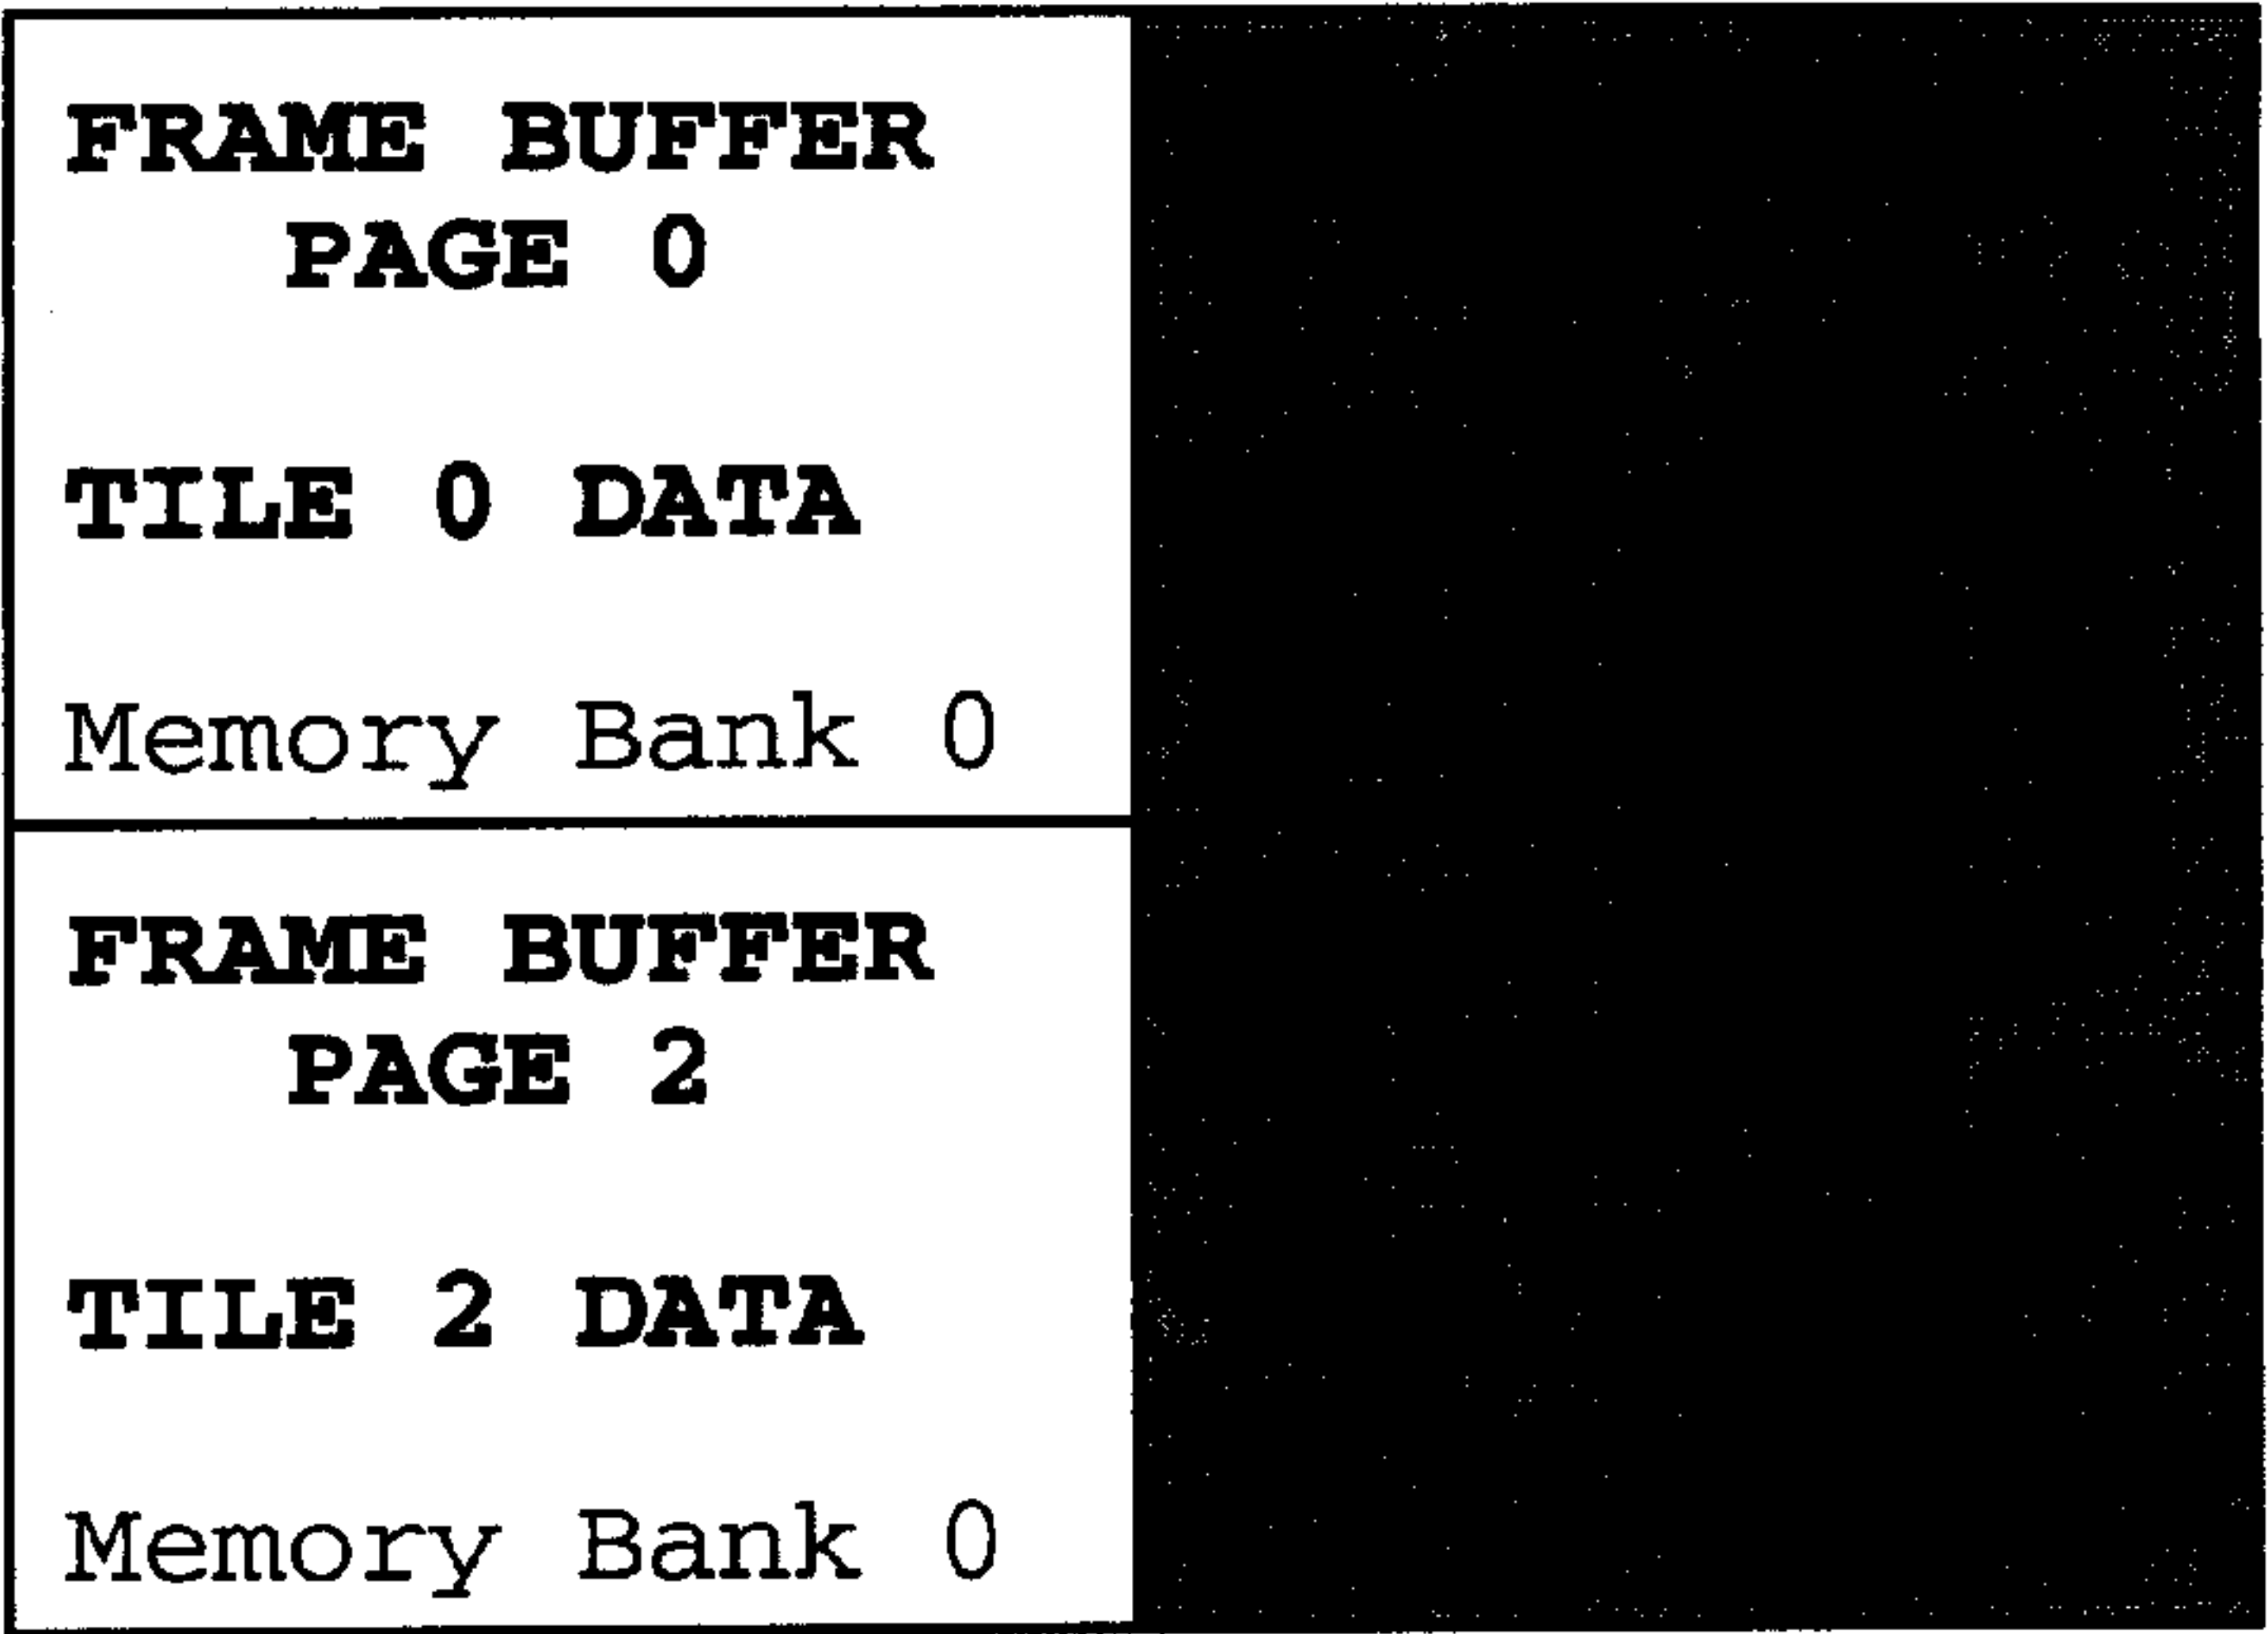 FRAME BUFFER
PAGE 0
TILE 0 DATA
Memory Bank 0
FRAME BUFFER
PAGE 2
TILE 2 DATA
Memory Bank 0